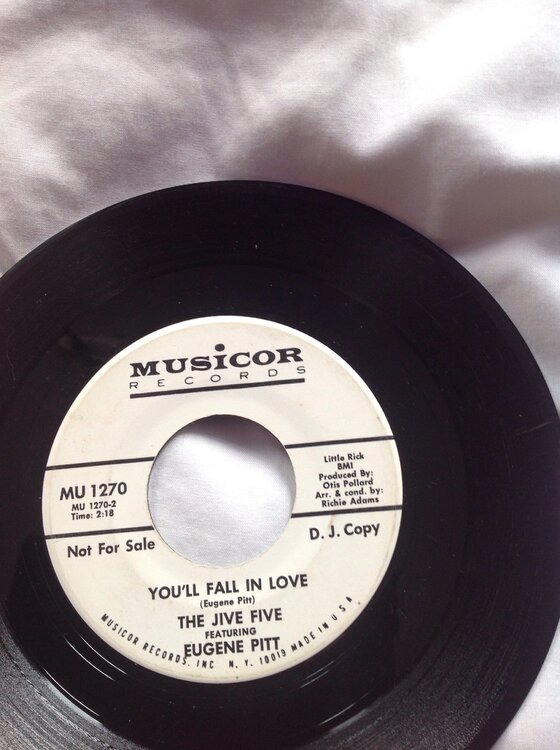 MUSICOR
RECORDS
MU 1270
MU 1270-2
Time: 2:18
Little Rick
BMI
Produced By:
Otis Pollard
Arr. & cond. by:
Richie Adams
Not For Sale
D. J. Copy
YOU'LL FALL IN LOVE
(Eugene Pitt)
THE JIVE FIVE
FEATURING
EUGENE PITT
MUSICOR RECORDS, INC N. Y. 10019 MADE IN U S A